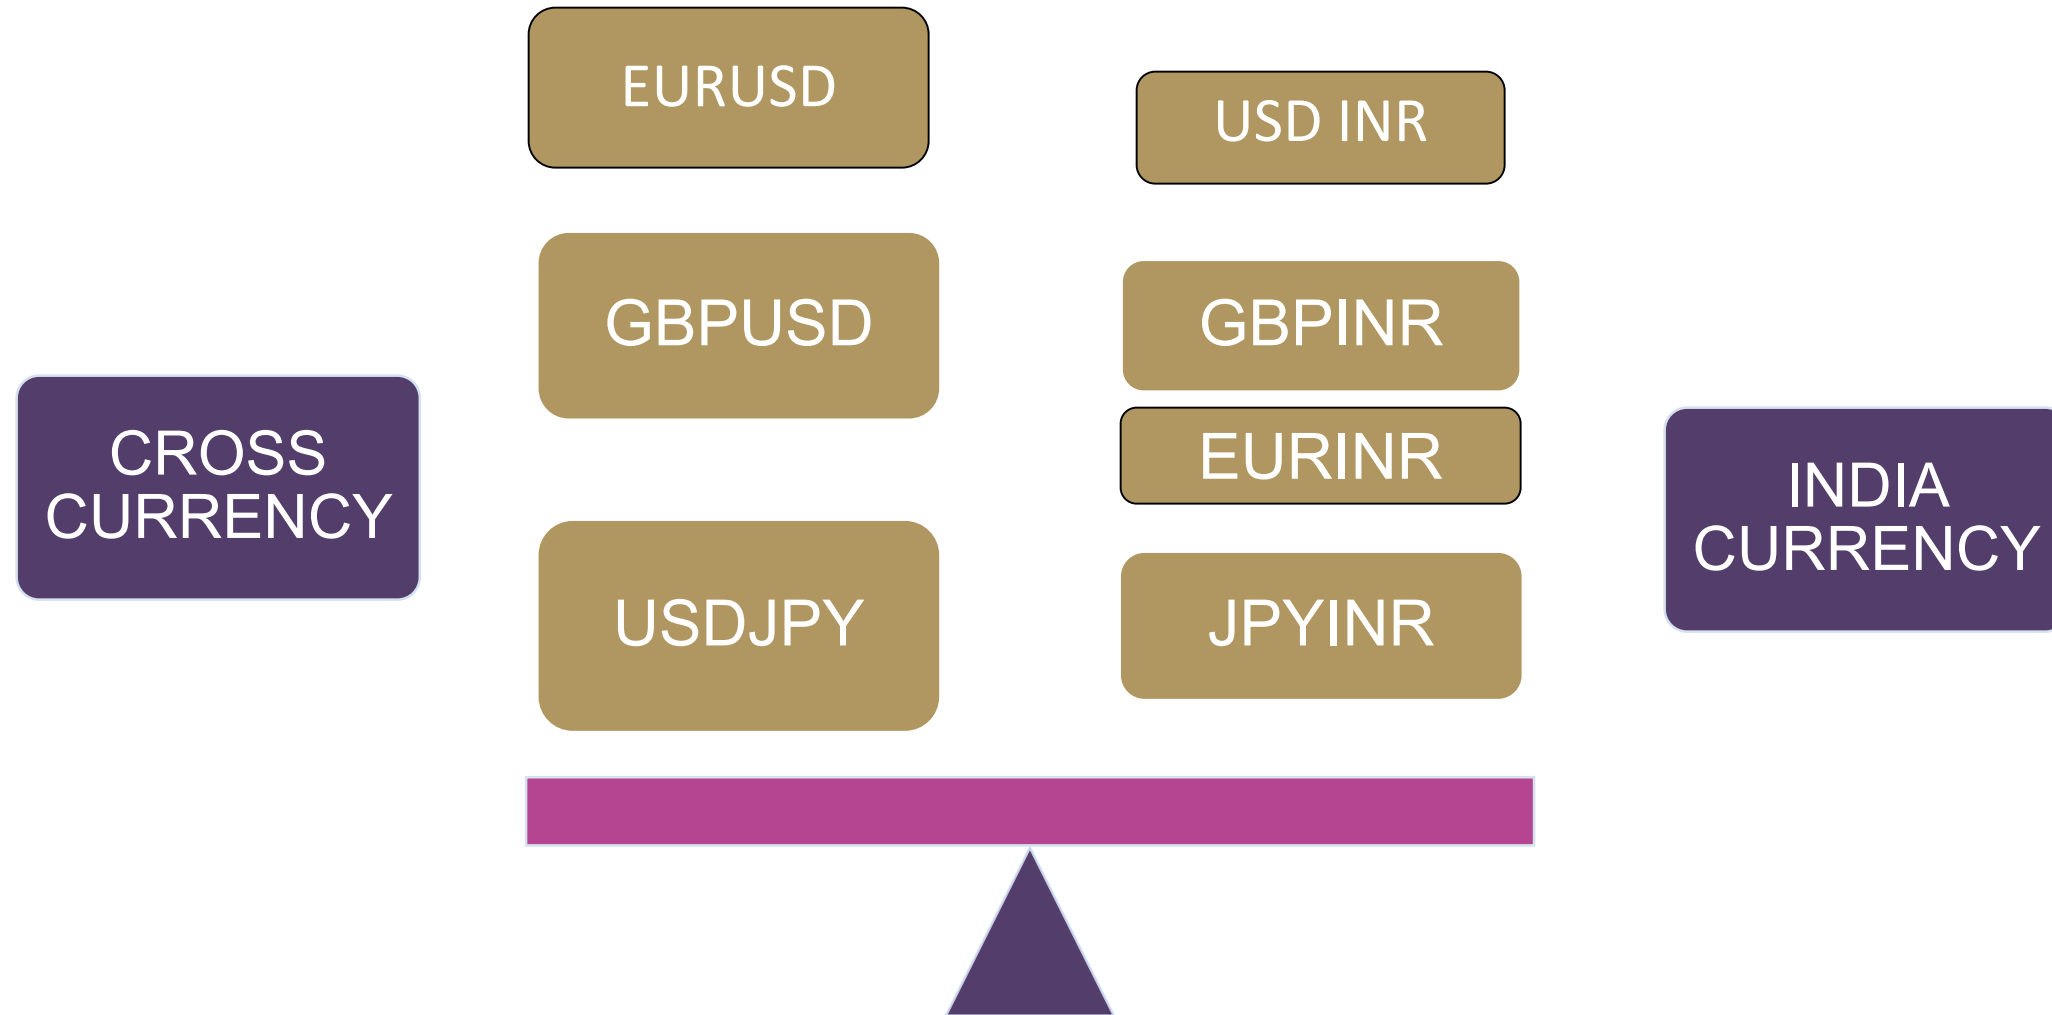 EURUSD
USD INR
GBPUSD
GBPINR
CROSS
CURRENCY
EURINR
INDIA
CURRENCY
USDJPY
JPYINR